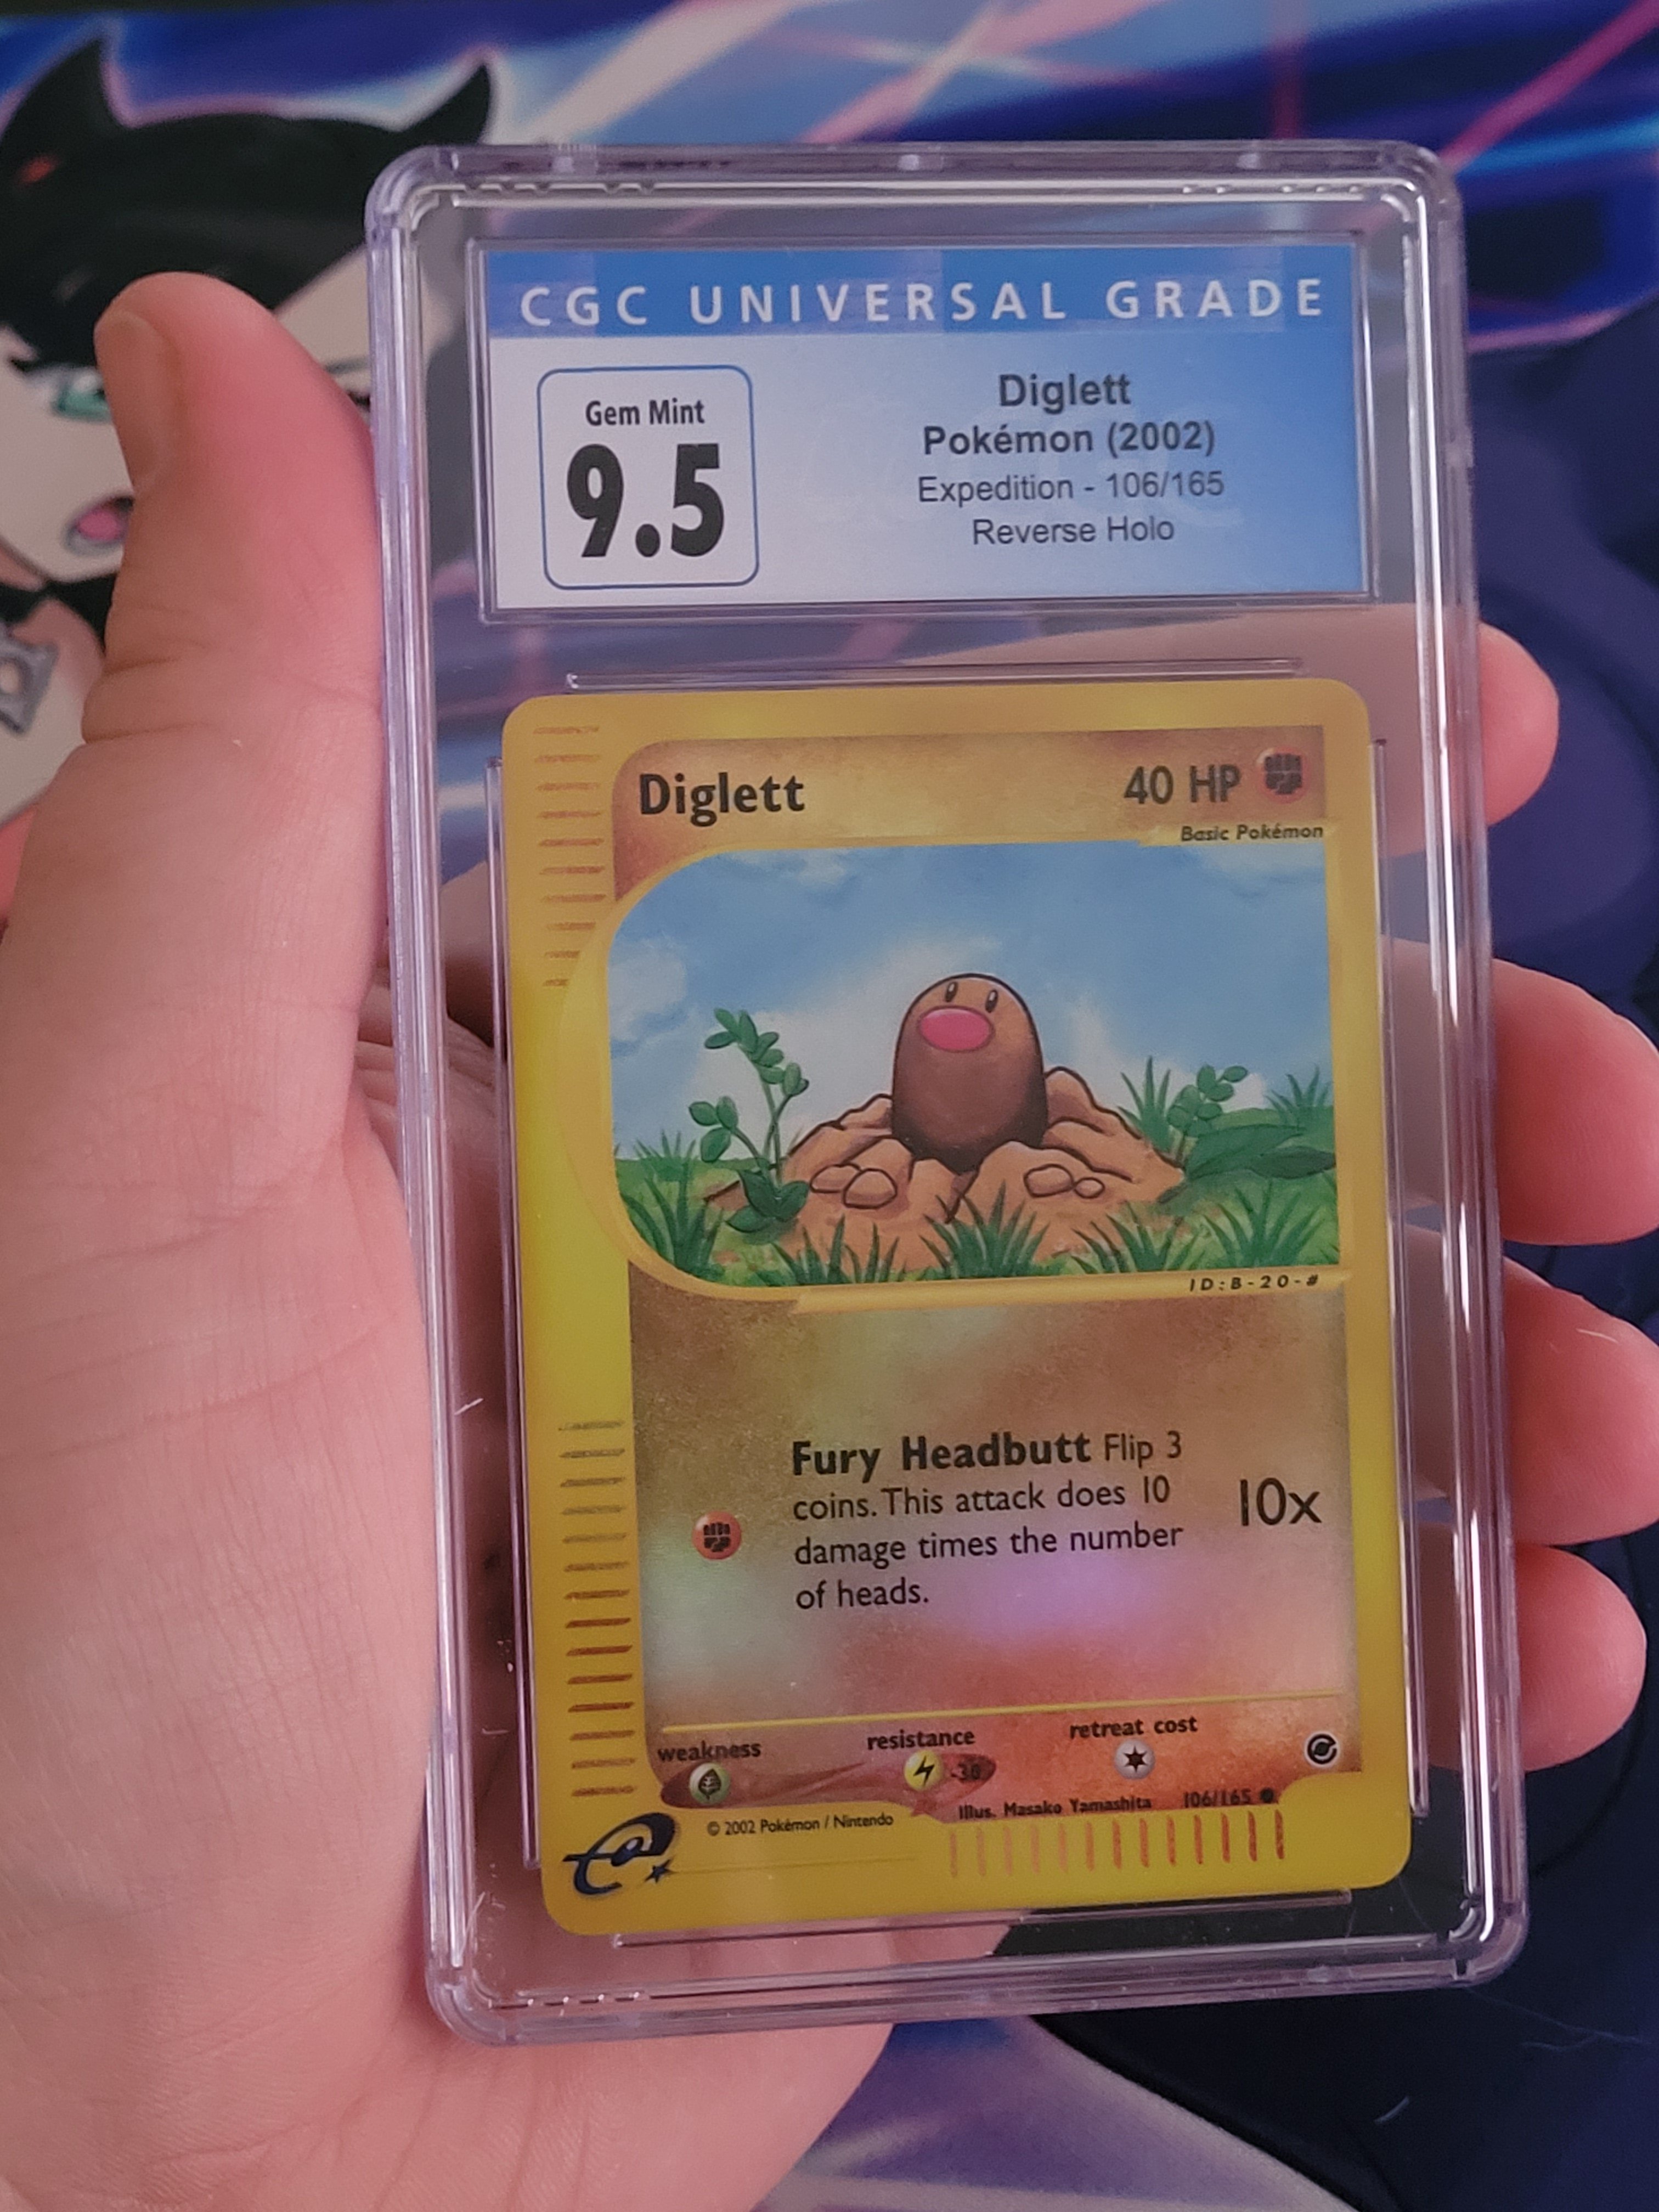 CGC UNIVERSAL GRADE
Gem Mint
9.5
Diglett
Pokémon (2002)
Expedition - 106/165
Reverse Holo
Diglett
40 HP
Basic Pokémon
ID:B-20-#
Fury Headbutt Flip 3
coins. This attack does 10
damage times the number
of heads.
10x
weakness
resistance
retreat cost
-30
Illus. Masako Yamashita 106/165
© 2002 Pokémon / Nintendo
e